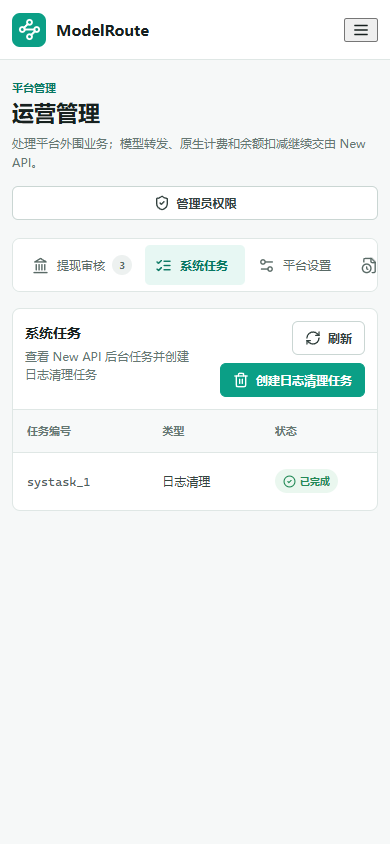 ModelRoute
平台管理
运营管理
处理平台外围业务；模型转发、原生计费和余额扣减继续交由 New
API。
管理员权限
提现审核 3 系统任务 平台设置
系统任务
刷新
查看 New API 后台任务并创建
日志清理任务
创建日志清理任务
任务编号 类型 状态
systask_1 日志清理 已完成